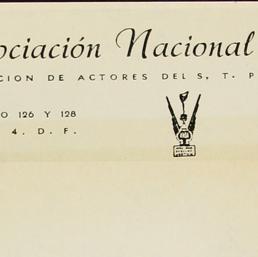 ociación Nacional
CION DE ACTORES DEL S. T. P
O 126 Y 128
4. D. F.